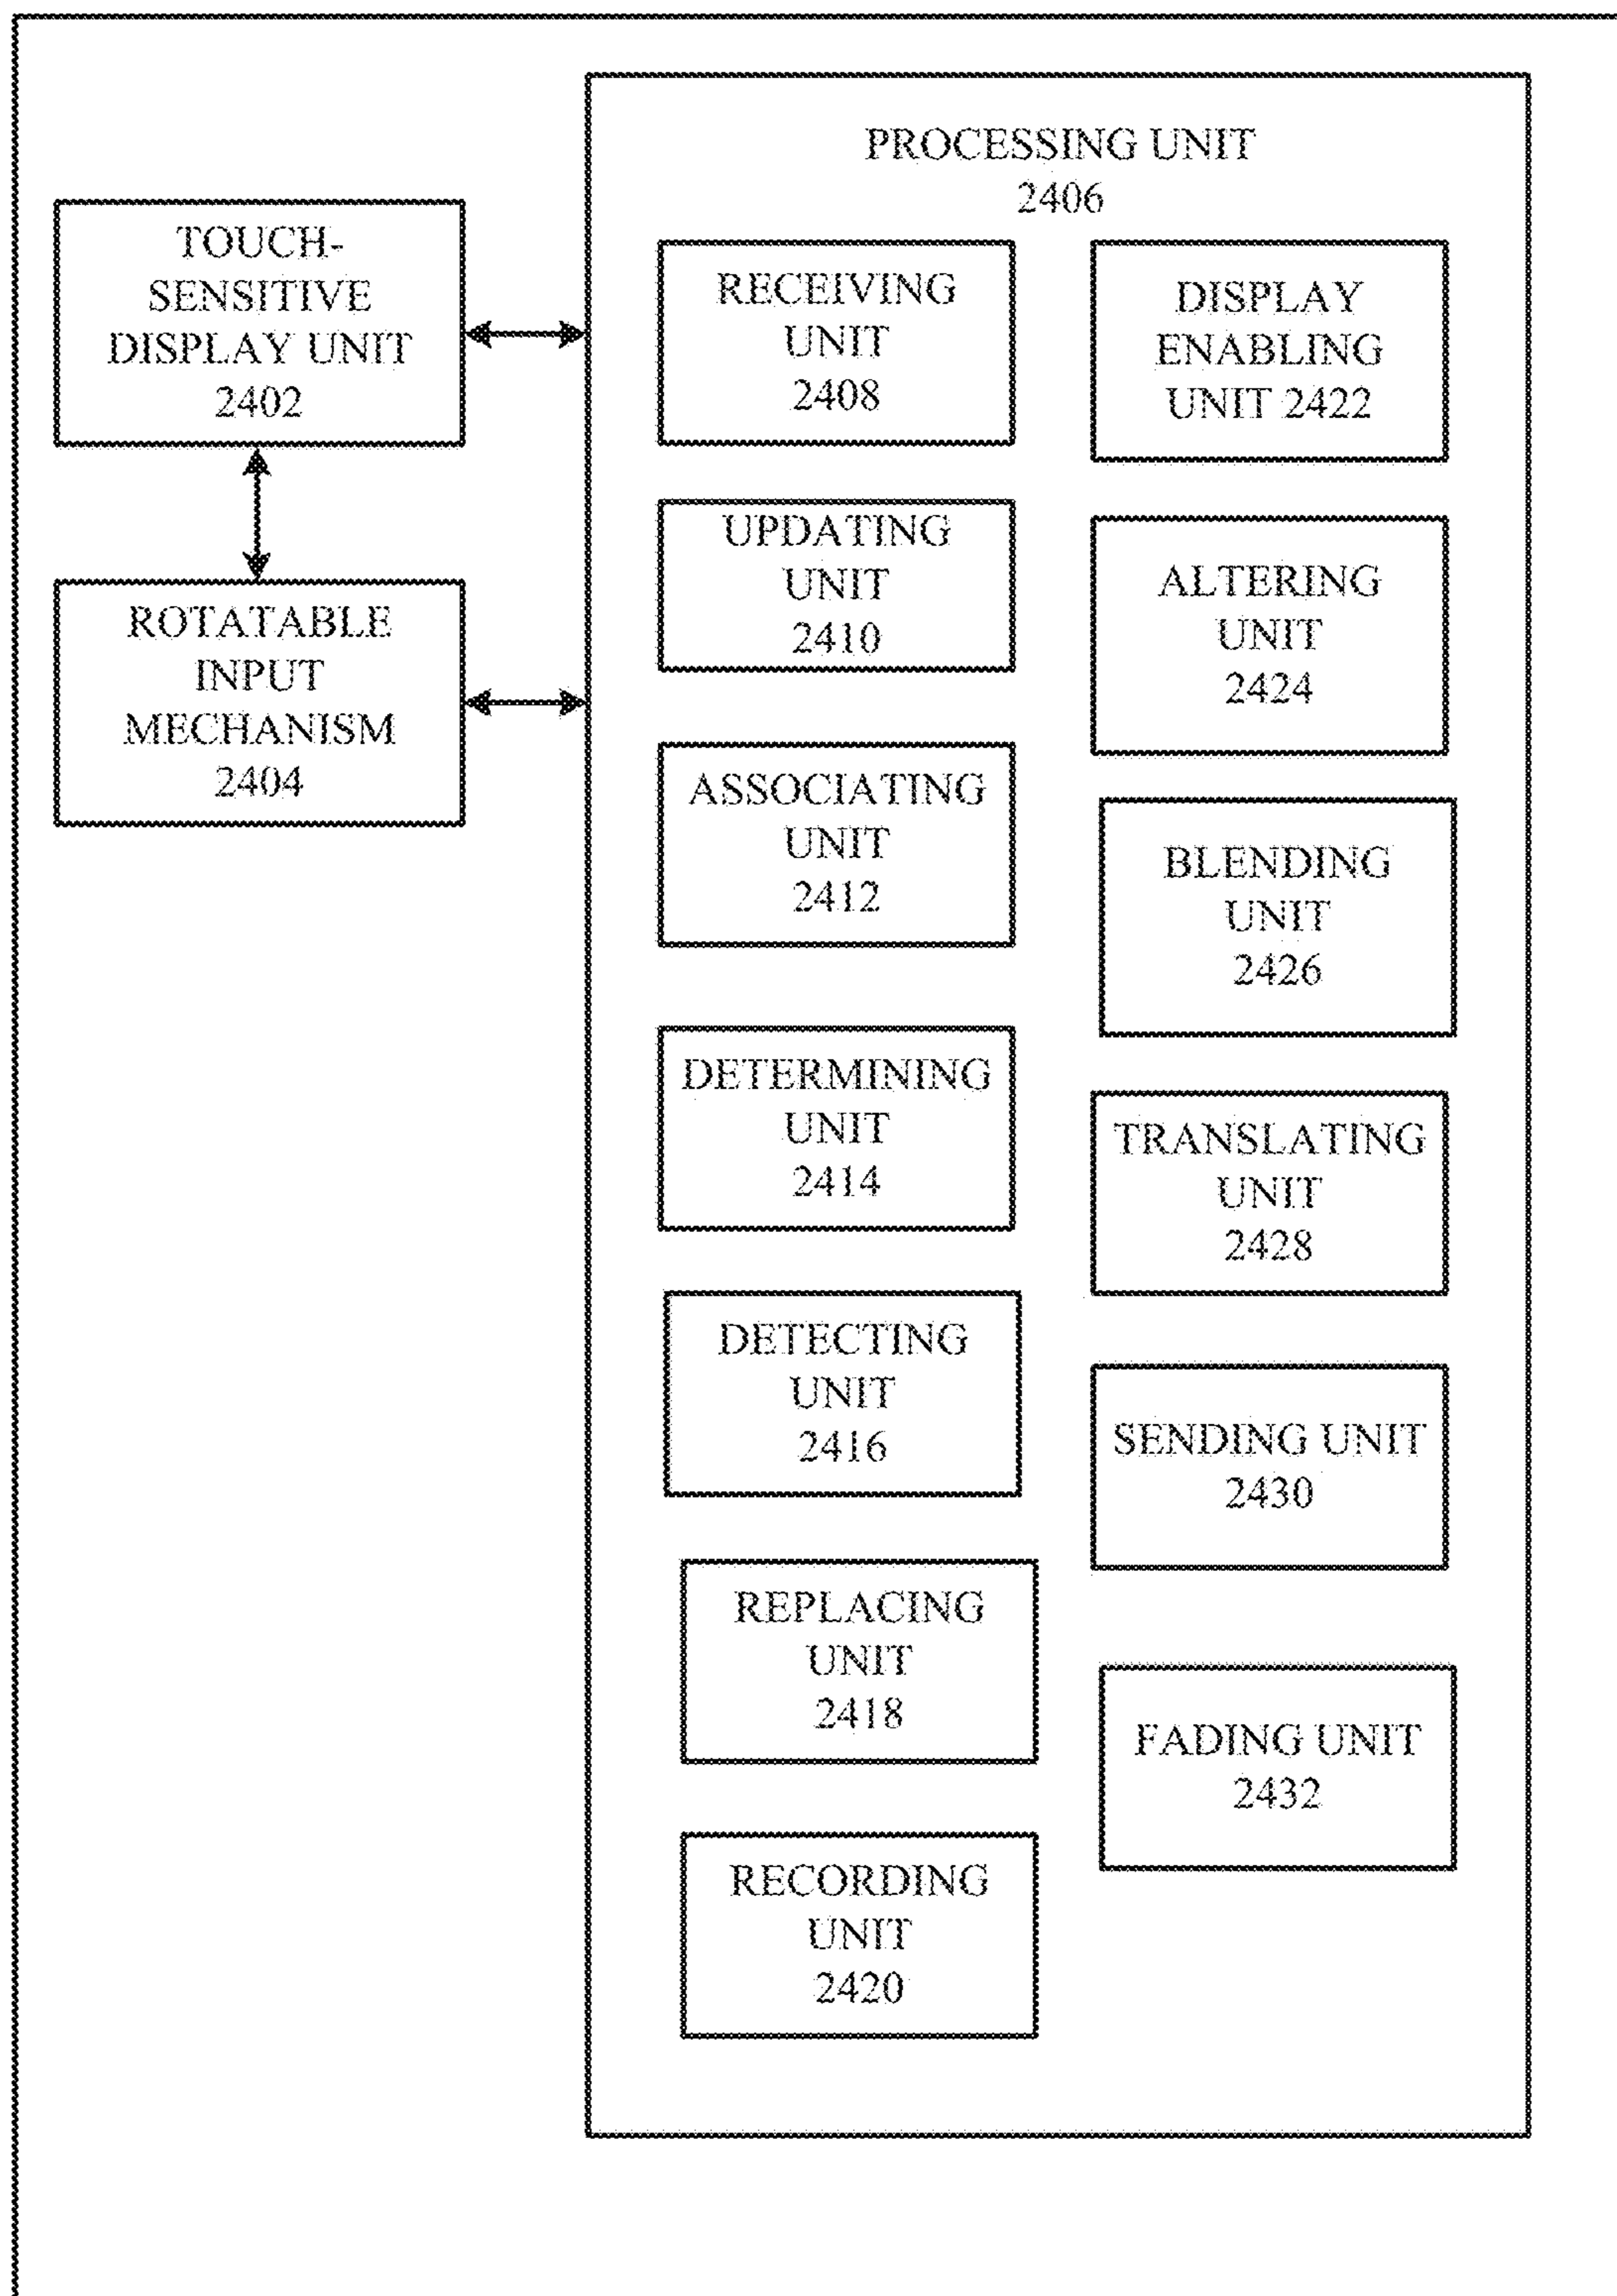 TOUCH-
SENSITIVE
DISPLAY UNIT
2402
ROTATABLE
INPUT
MECHANISM
2404
PROCESSING UNIT
2406
RECEIVING
UNIT
2408
UPDATING
UNIT
2410
ASSOCIATING
UNIT
2412
DETERMINING
UNIT
2414
DETECTING
UNIT
2416
REPLACING
UNIT
2418
RECORDING
UNIT
2420
DISPLAY
ENABLING
UNIT 2422
ALTERING
UNIT
2424
BLENDING
UNIT
2426
TRANSLATING
UNIT
2428
SENDING UNIT
2430
FADING UNIT
2432